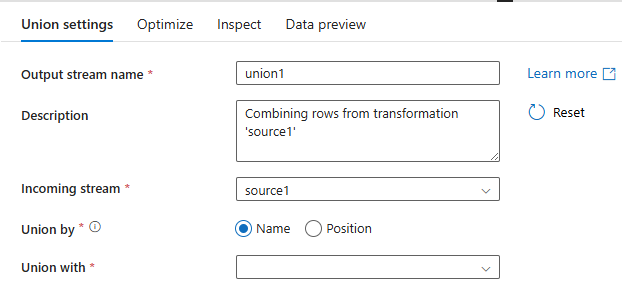 Union settings Optimize Inspect Data preview
Output stream name * union1 Learn more
Description Combining rows from transformation 'source1' Reset
Incoming stream * source1
Union by * Name Position
Union with *